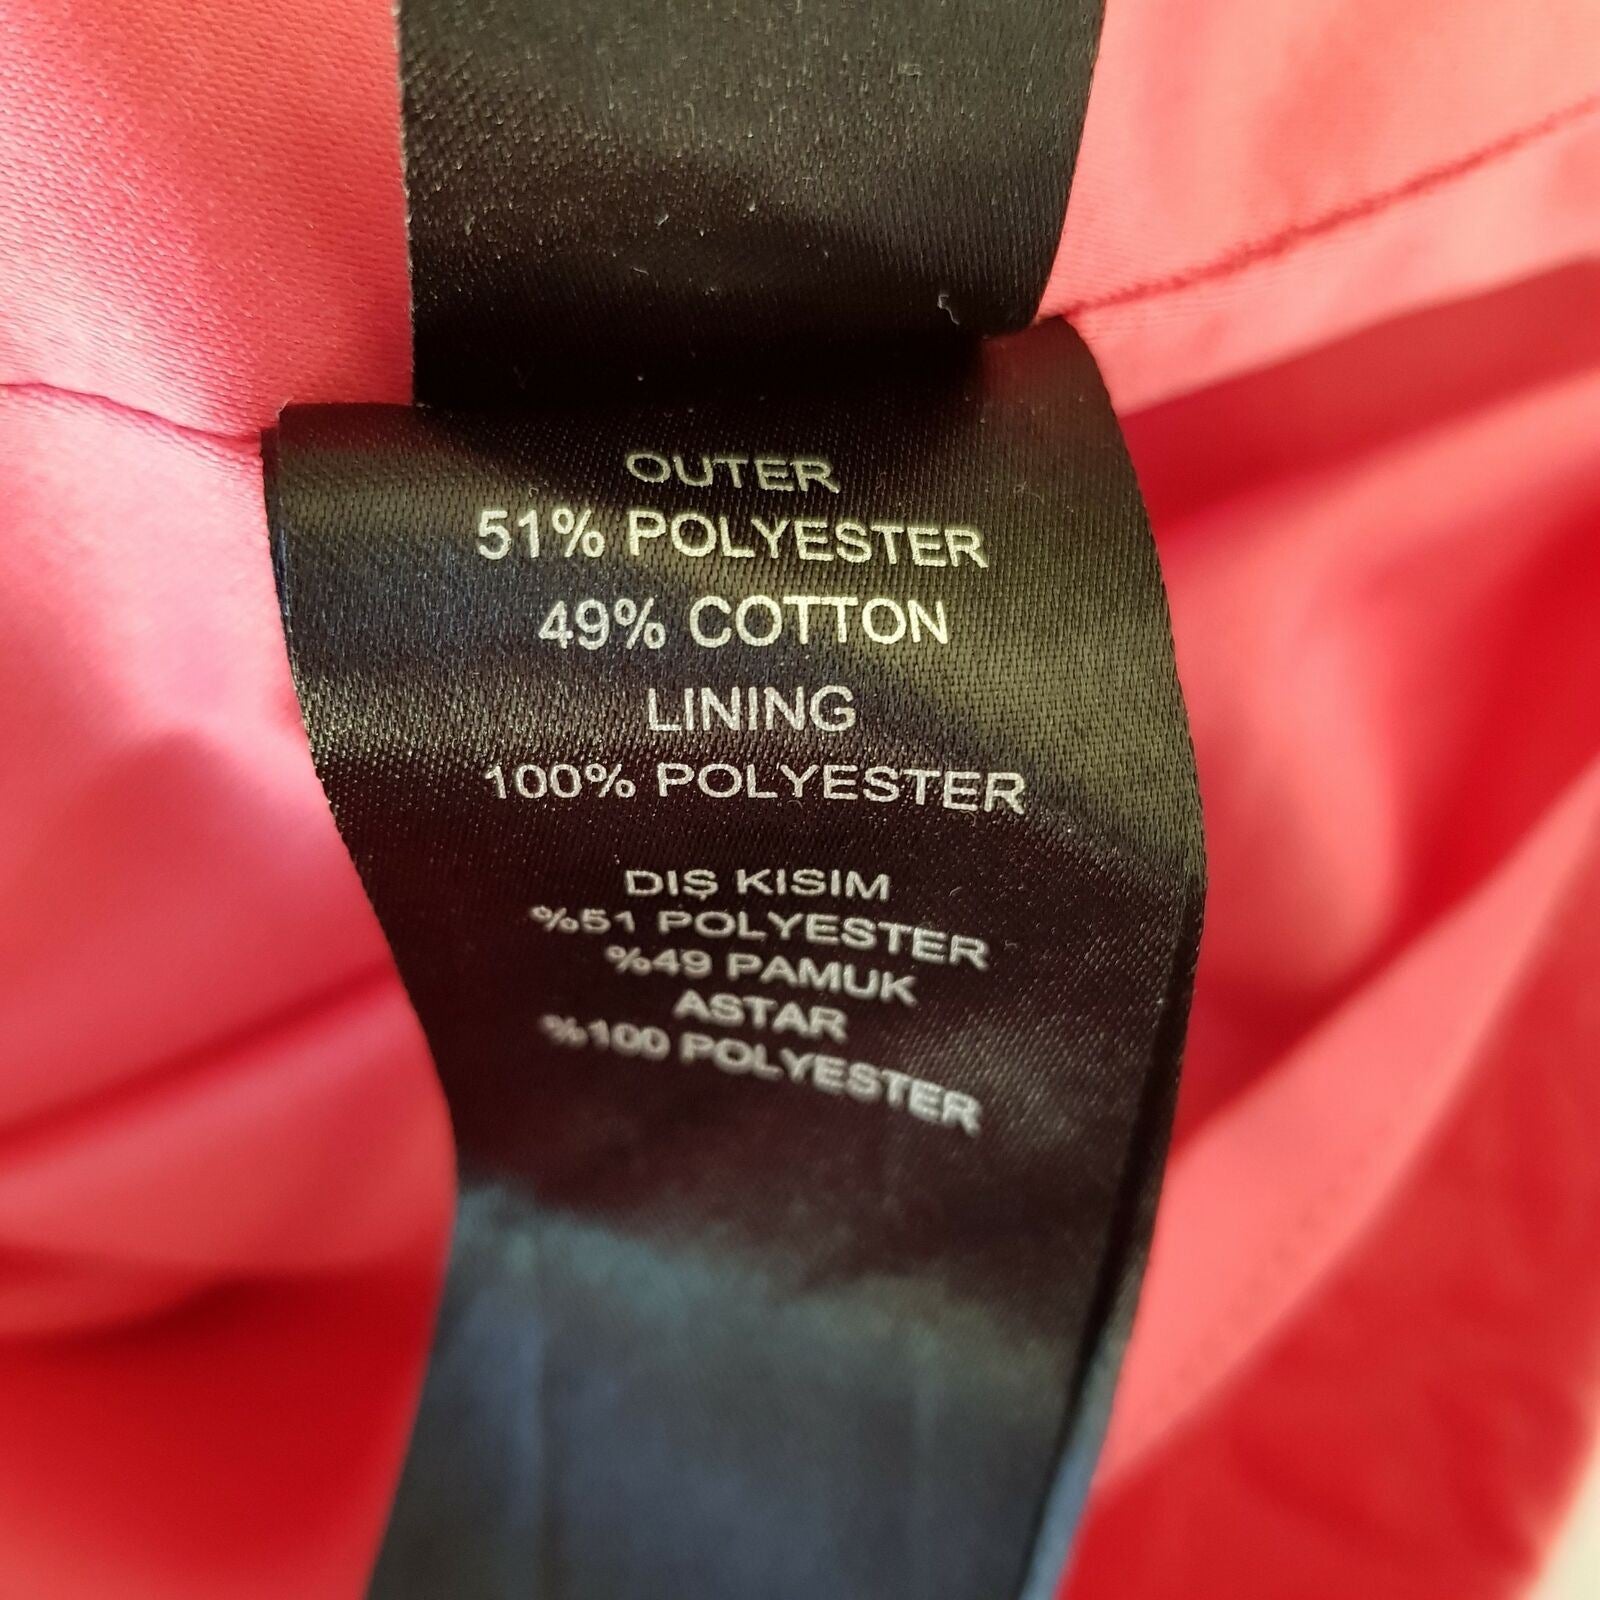 OUTER
51% POLYESTER
49% COTTON
LINING
100% POLYESTER
DIŞ KISIM
%51 POLYESTER
%49 PAMUK
ASTAR
%100 POLYESTER